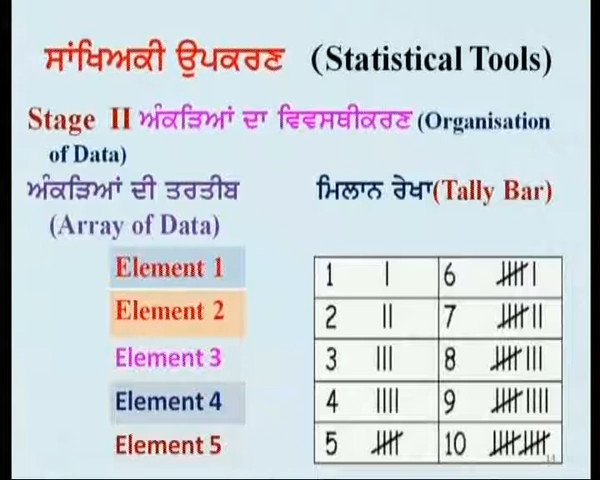 ਸਾਂਖਿਅਕੀ ਉਪਕਰਣ (Statistical Tools)
Stage II ਅੰਕੜਿਆਂ ਦਾ ਵਿਵਸਥੀਕਰਣ (Organisation
of Data)
ਅੰਕੜਿਆਂ ਦੀ ਤਰਤੀਬ
(Array of Data)
Element 1
Element 2
Element 3
Element 4
Element 5
ਮਿਲਾਨ ਰੇਖਾ(Tally Bar)
1 6
2 7
3 8
4 9
5 10